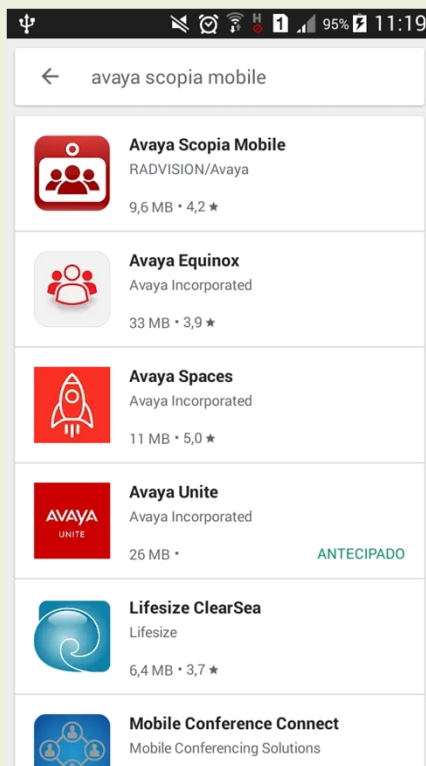 H 1 95% 11:19
avaya scopia mobile
Avaya Scopia Mobile
RADVISION/Avaya
9,6 MB • 4,2 ★
Avaya Equinox
Avaya Incorporated
33 MB • 3,9 ★
Avaya Spaces
Avaya Incorporated
11 MB • 5,0 ★
AVAYA
UNITE
Avaya Unite
Avaya Incorporated
26 MB • ANTECIPADO
Lifesize ClearSea
Lifesize
6,4 MB • 3,7 ★
Mobile Conference Connect
Mobile Conferencing Solutions